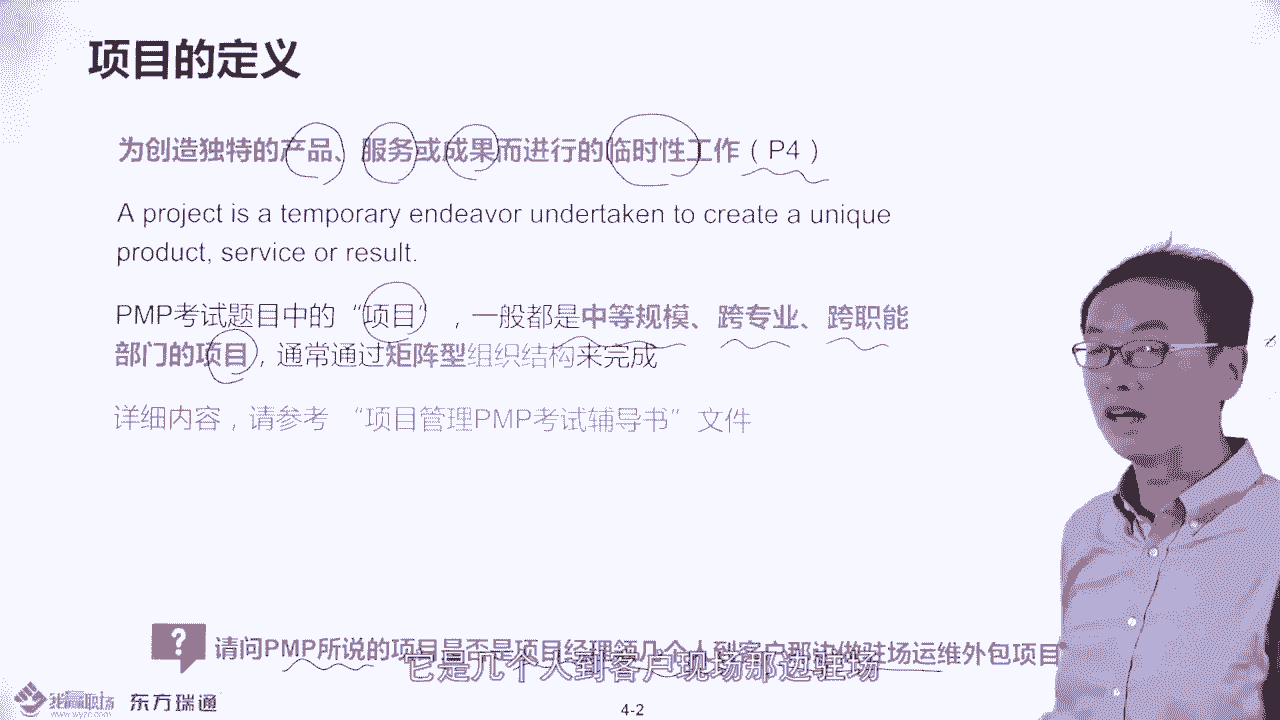 项目的定义
为创造独特的产品、服务或成果而进行的临时性工作（P4）
A project is a temporary endeavor undertaken to create a unique
product, service or result.
PMP考试题目中的“项目”，一般都是中等规模、跨专业、跨职能
部门的项目，通常通过矩阵型组织结构来完成
详细内容，请参考 “项目管理PMP考试辅导书” 文件
?
请问PMP所说的项目是否是项目经理领几个人到客户那边做驻场运维外包项目
它是几个人到客户现场那边驻场
东方瑞通
4-2